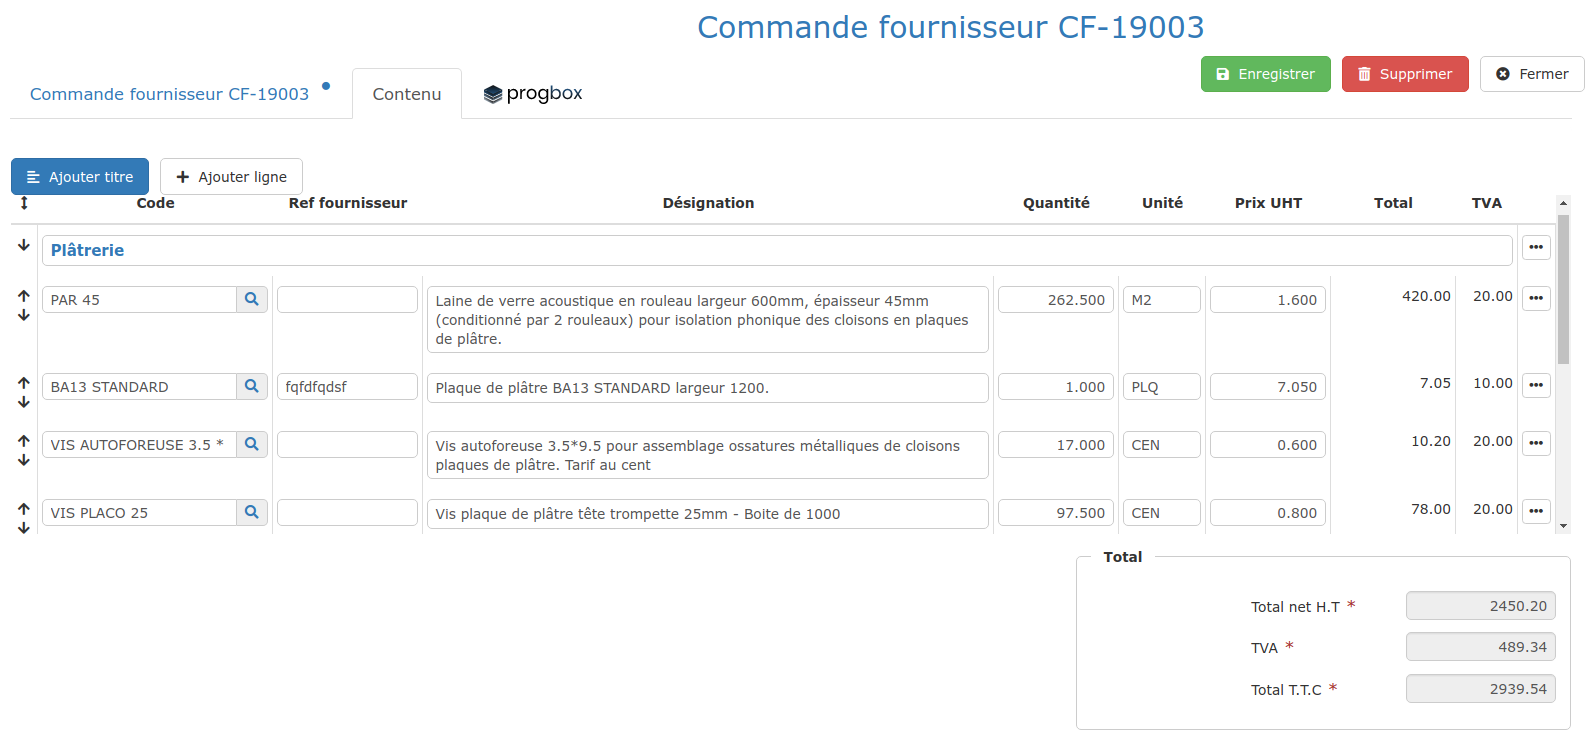 Commande fournisseur CF-19003
Enregistrer Supprimer Fermer
Commande fournisseur CF-19003 Contenu progbox
Ajouter titre Ajouter ligne
Code Ref fournisseur Désignation Quantité Unité Prix UHT Total TVA
Plâtrerie
PAR 45 Laine de verre acoustique en rouleau largeur 600mm, épaisseur 45mm 262.500 M2 1.600 420.00 20.00
(conditionné par 2 rouleaux) pour isolation phonique des cloisons en plaques
de plâtre.
BA13 STANDARD fqfdfqdsf Plaque de plâtre BA13 STANDARD largeur 1200. 1.000 PLQ 7.050 7.05 10.00
VIS AUTOFOREUSE 3.5 * Vis autoforeuse 3.5*9.5 pour assemblage ossatures métalliques de cloisons 17.000 CEN 0.600 10.20 20.00
plaques de plâtre. Tarif au cent
VIS PLACO 25 Vis plaque de plâtre tête trompette 25mm - Boite de 1000 97.500 CEN 0.800 78.00 20.00
Total
Total net H.T * 2450.20
TVA * 489.34
Total T.T.C * 2939.54